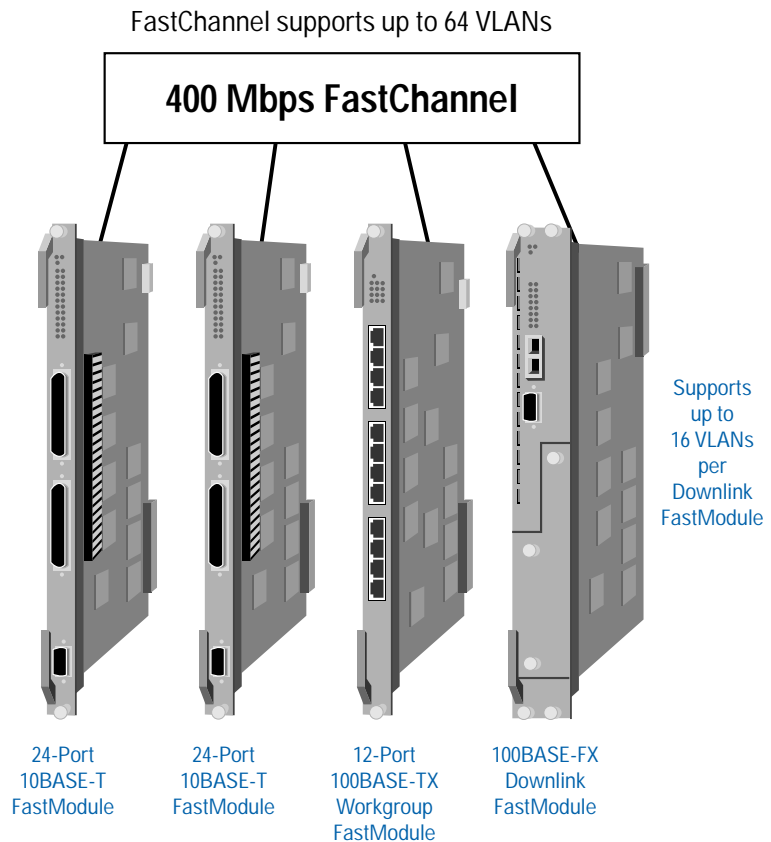 FastChannel supports up to 64 VLANs
400 Mbps FastChannel
Supports
up to
16 VLANs
per
Downlink
FastModule
24-Port
10BASE-T
FastModule
24-Port
10BASE-T
FastModule
12-Port
100BASE-TX
Workgroup
FastModule
100BASE-FX
Downlink
FastModule